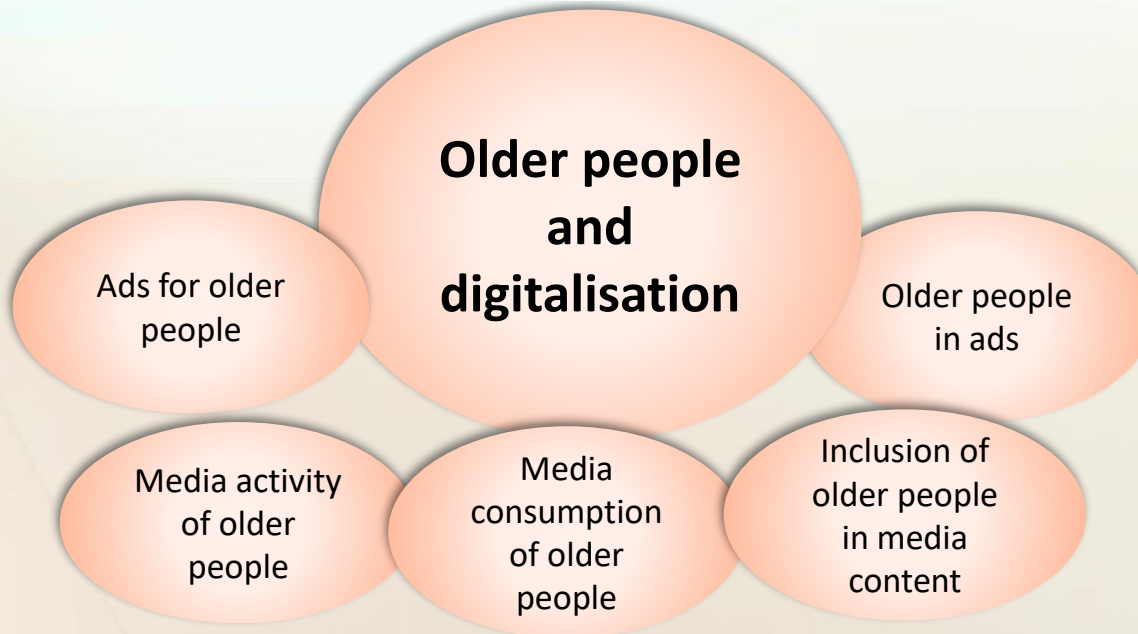 Older people
and
digitalisation
Ads for older
people
Older people
in ads
Media activity
of older
people
Media
consumption
of older
people
Inclusion of
older people
in media
content